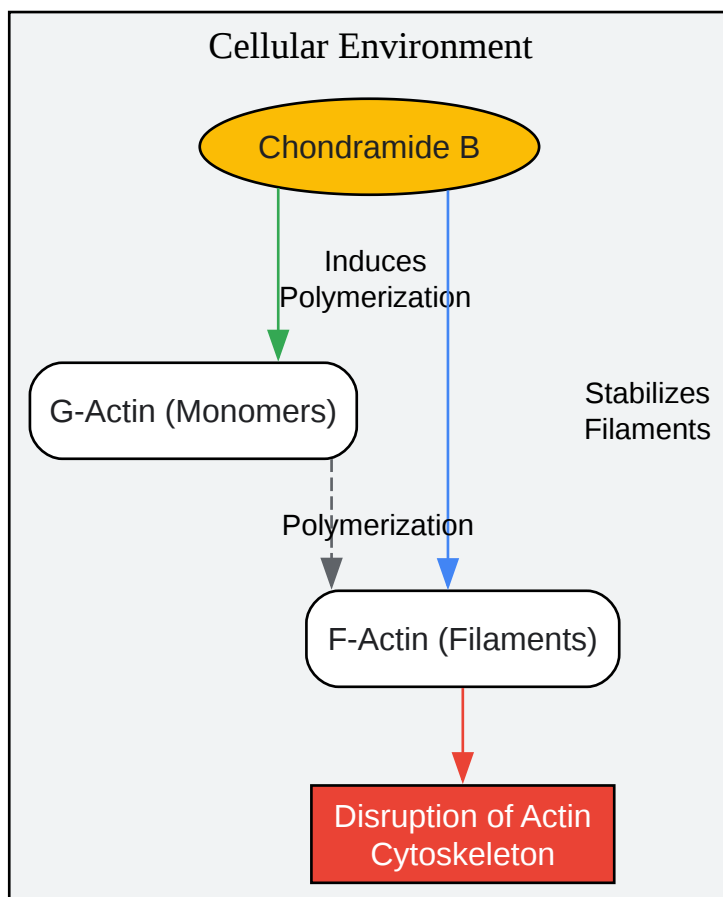 Cellular Environment
Chondramide B
Induces
Polymerization
G-Actin (Monomers)
Stabilizes
Filaments
Polymerization
F-Actin (Filaments)
Disruption of Actin
Cytoskeleton